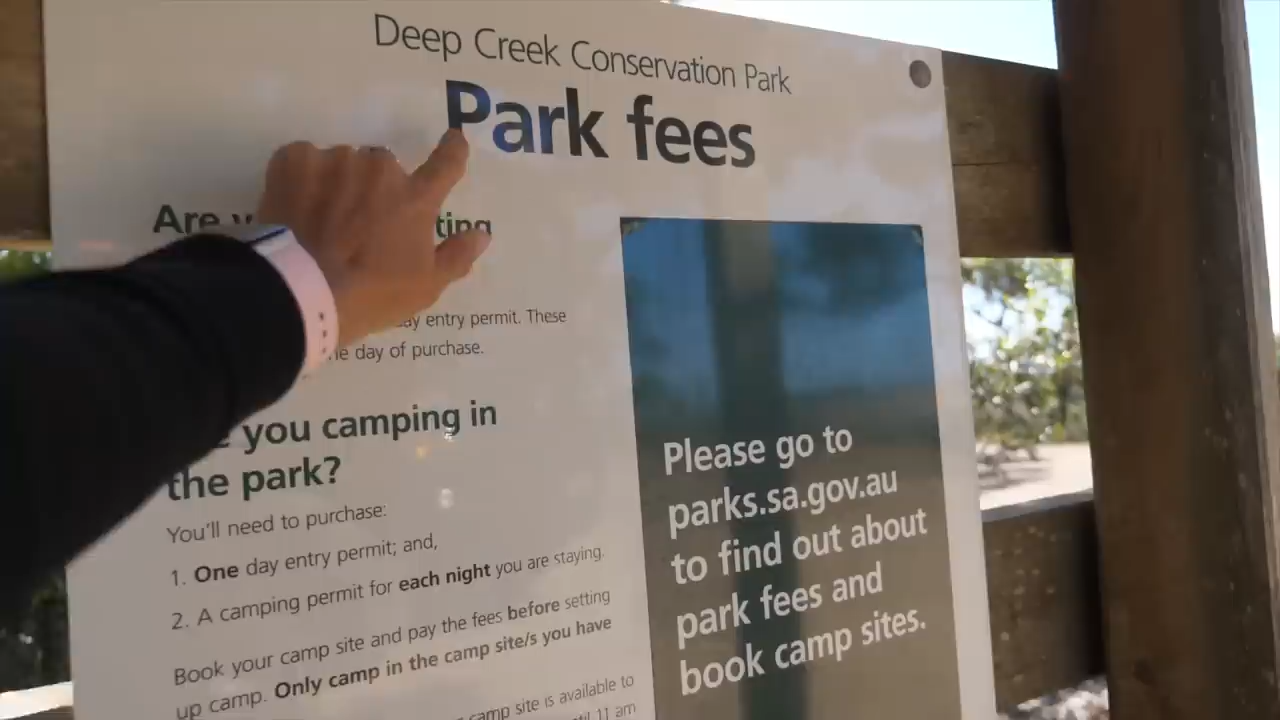 Deep Creek Conservation Park
Park fees
Are
day entry permit. These
day of purchase.
you camping in
the park?
You'll need to purchase:
1. One day entry permit; and,
2. A camping permit for each night you are staying.
Book your camp site and pay the fees before setting
up camp. Only camp in the camp site/s you have
camp site is available to
11 am
Please go to
parks.sa.gov.au
to find out about
park fees and
book camp sites.